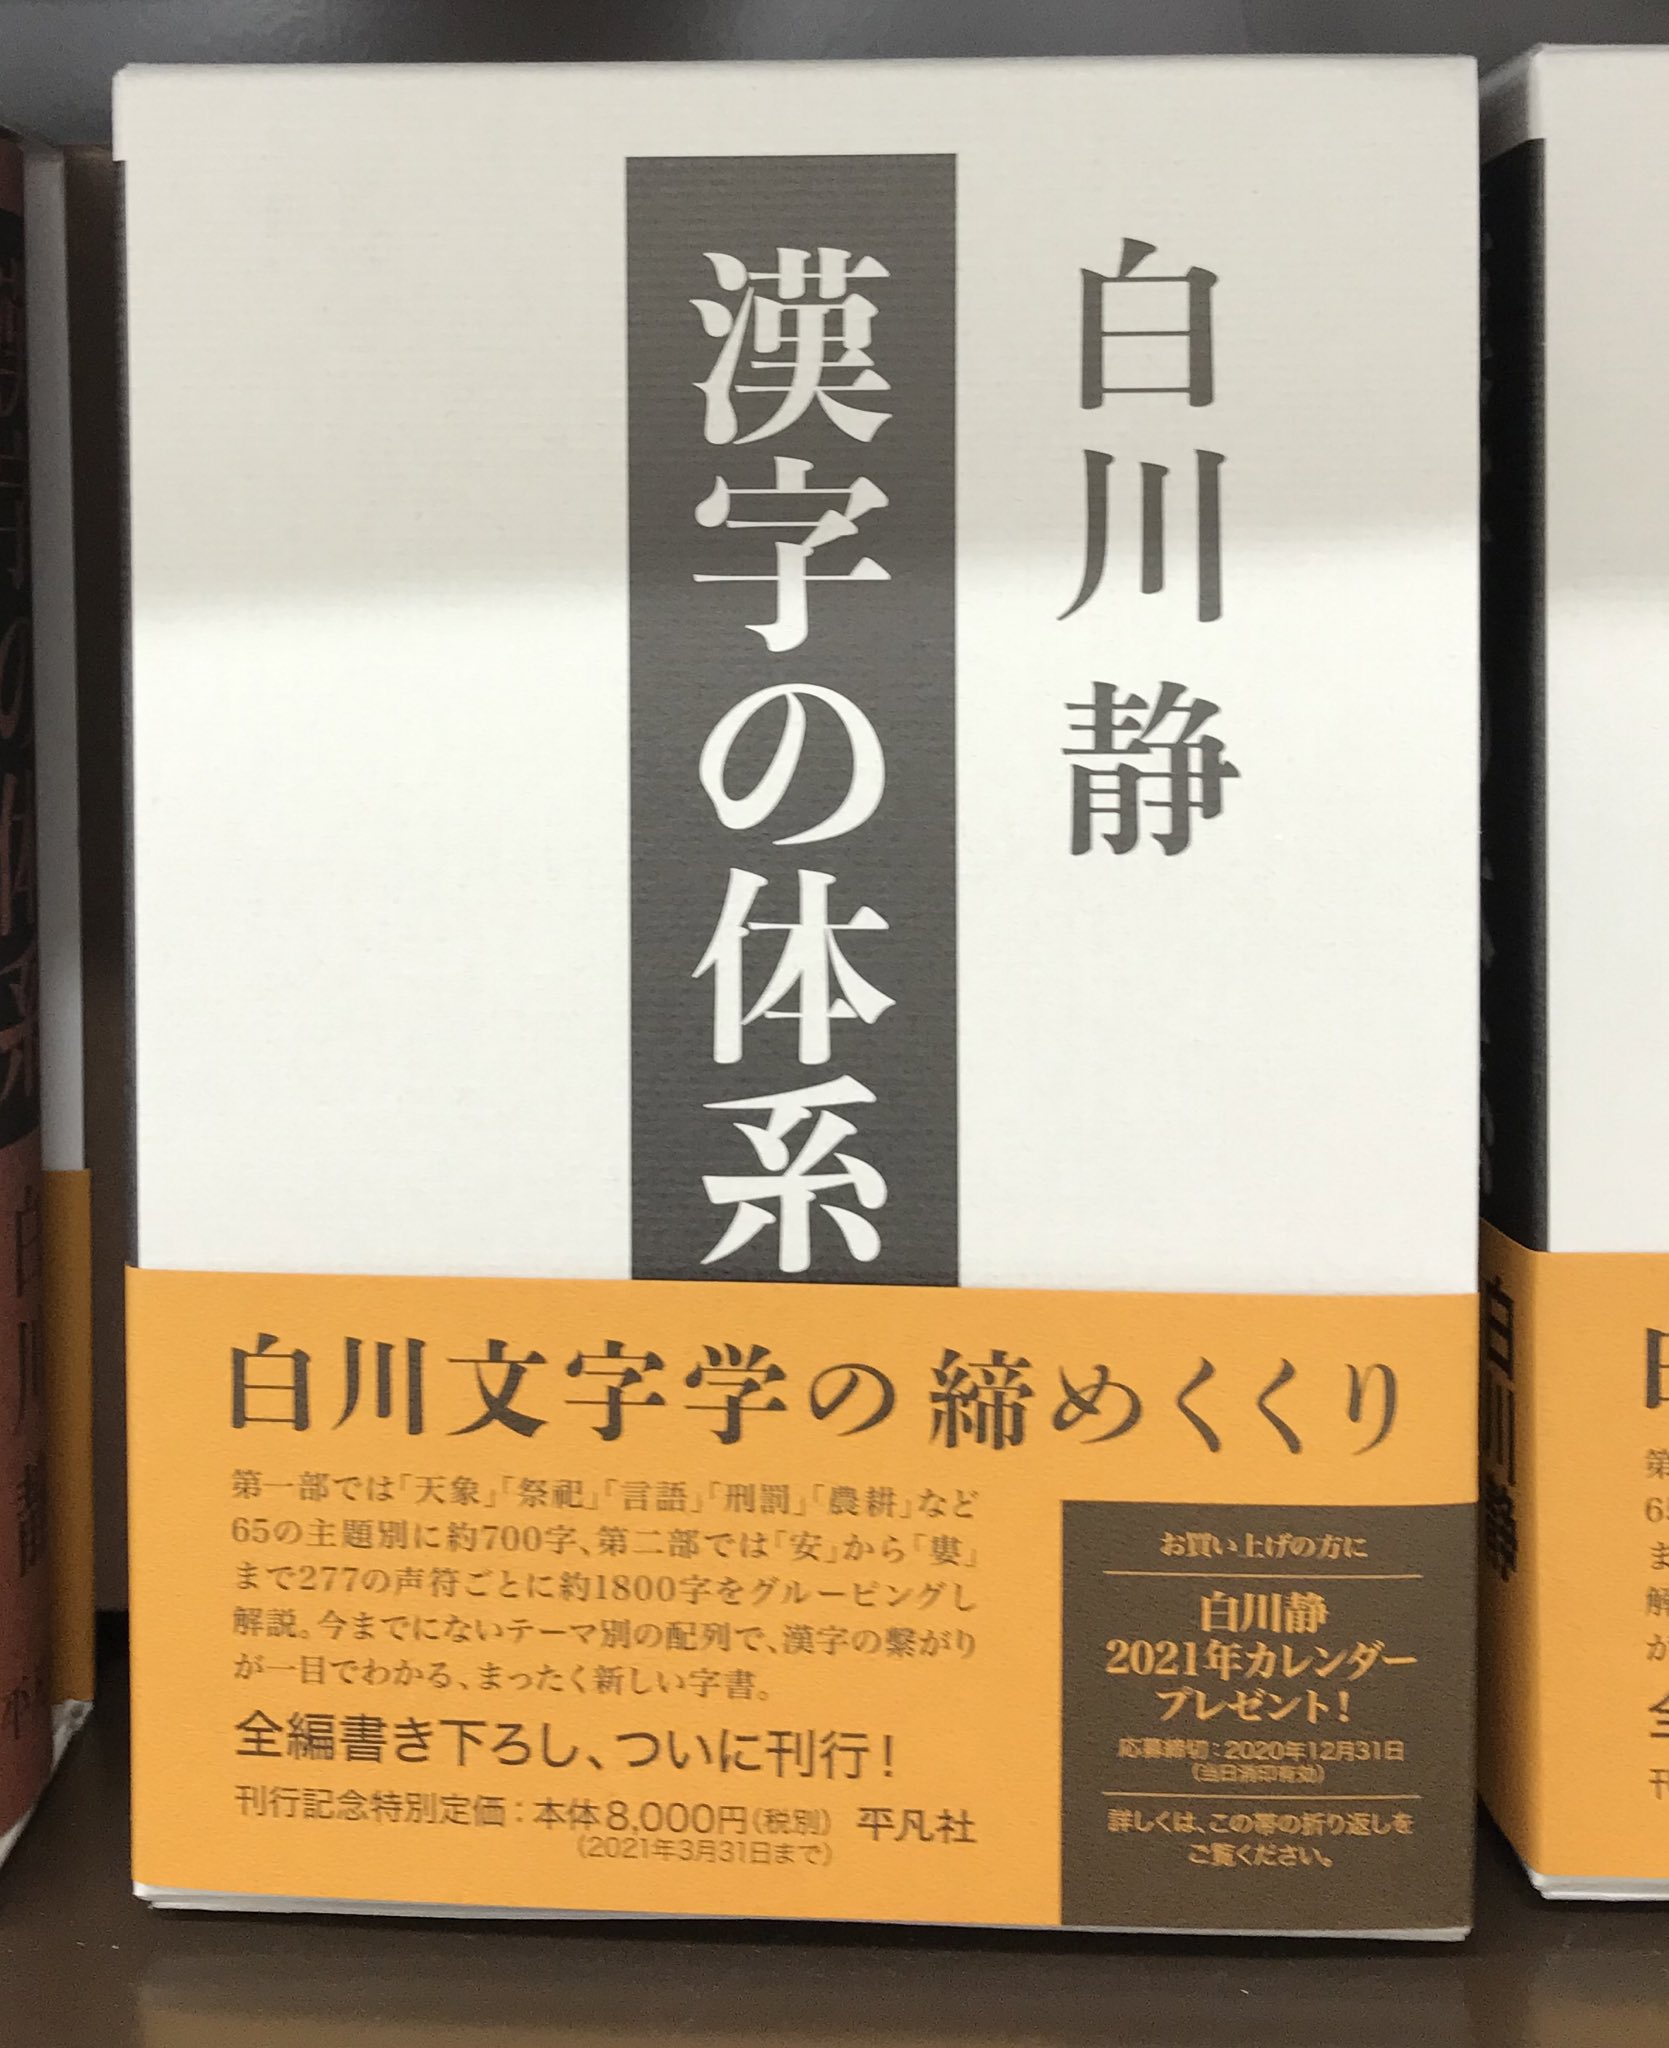 白川静
漢字の体系
白川文字学の締めくくり
第一部では「天象」「祭祀」「言語」「刑罰」「農耕」など
65の主題別に約700字、第二部では「安」から「婁」
まで277の声符ごとに約1800字をグルーピングし
解説。今までにないテーマ別の配列で、漢字の繫がり
が一目でわかる、まったく新しい字書。
全編書き下ろし、ついに刊行！
刊行記念特別定価：本体8,000円（税別） 平凡社
（2021年3月31日まで）
お買い上げの方に
白川静
2021年カレンダー
プレゼント！
応募締切：2020年12月31日
（当日消印有効）
詳しくは、この帯の折り返しを
ご覧ください。
白川静
白川静